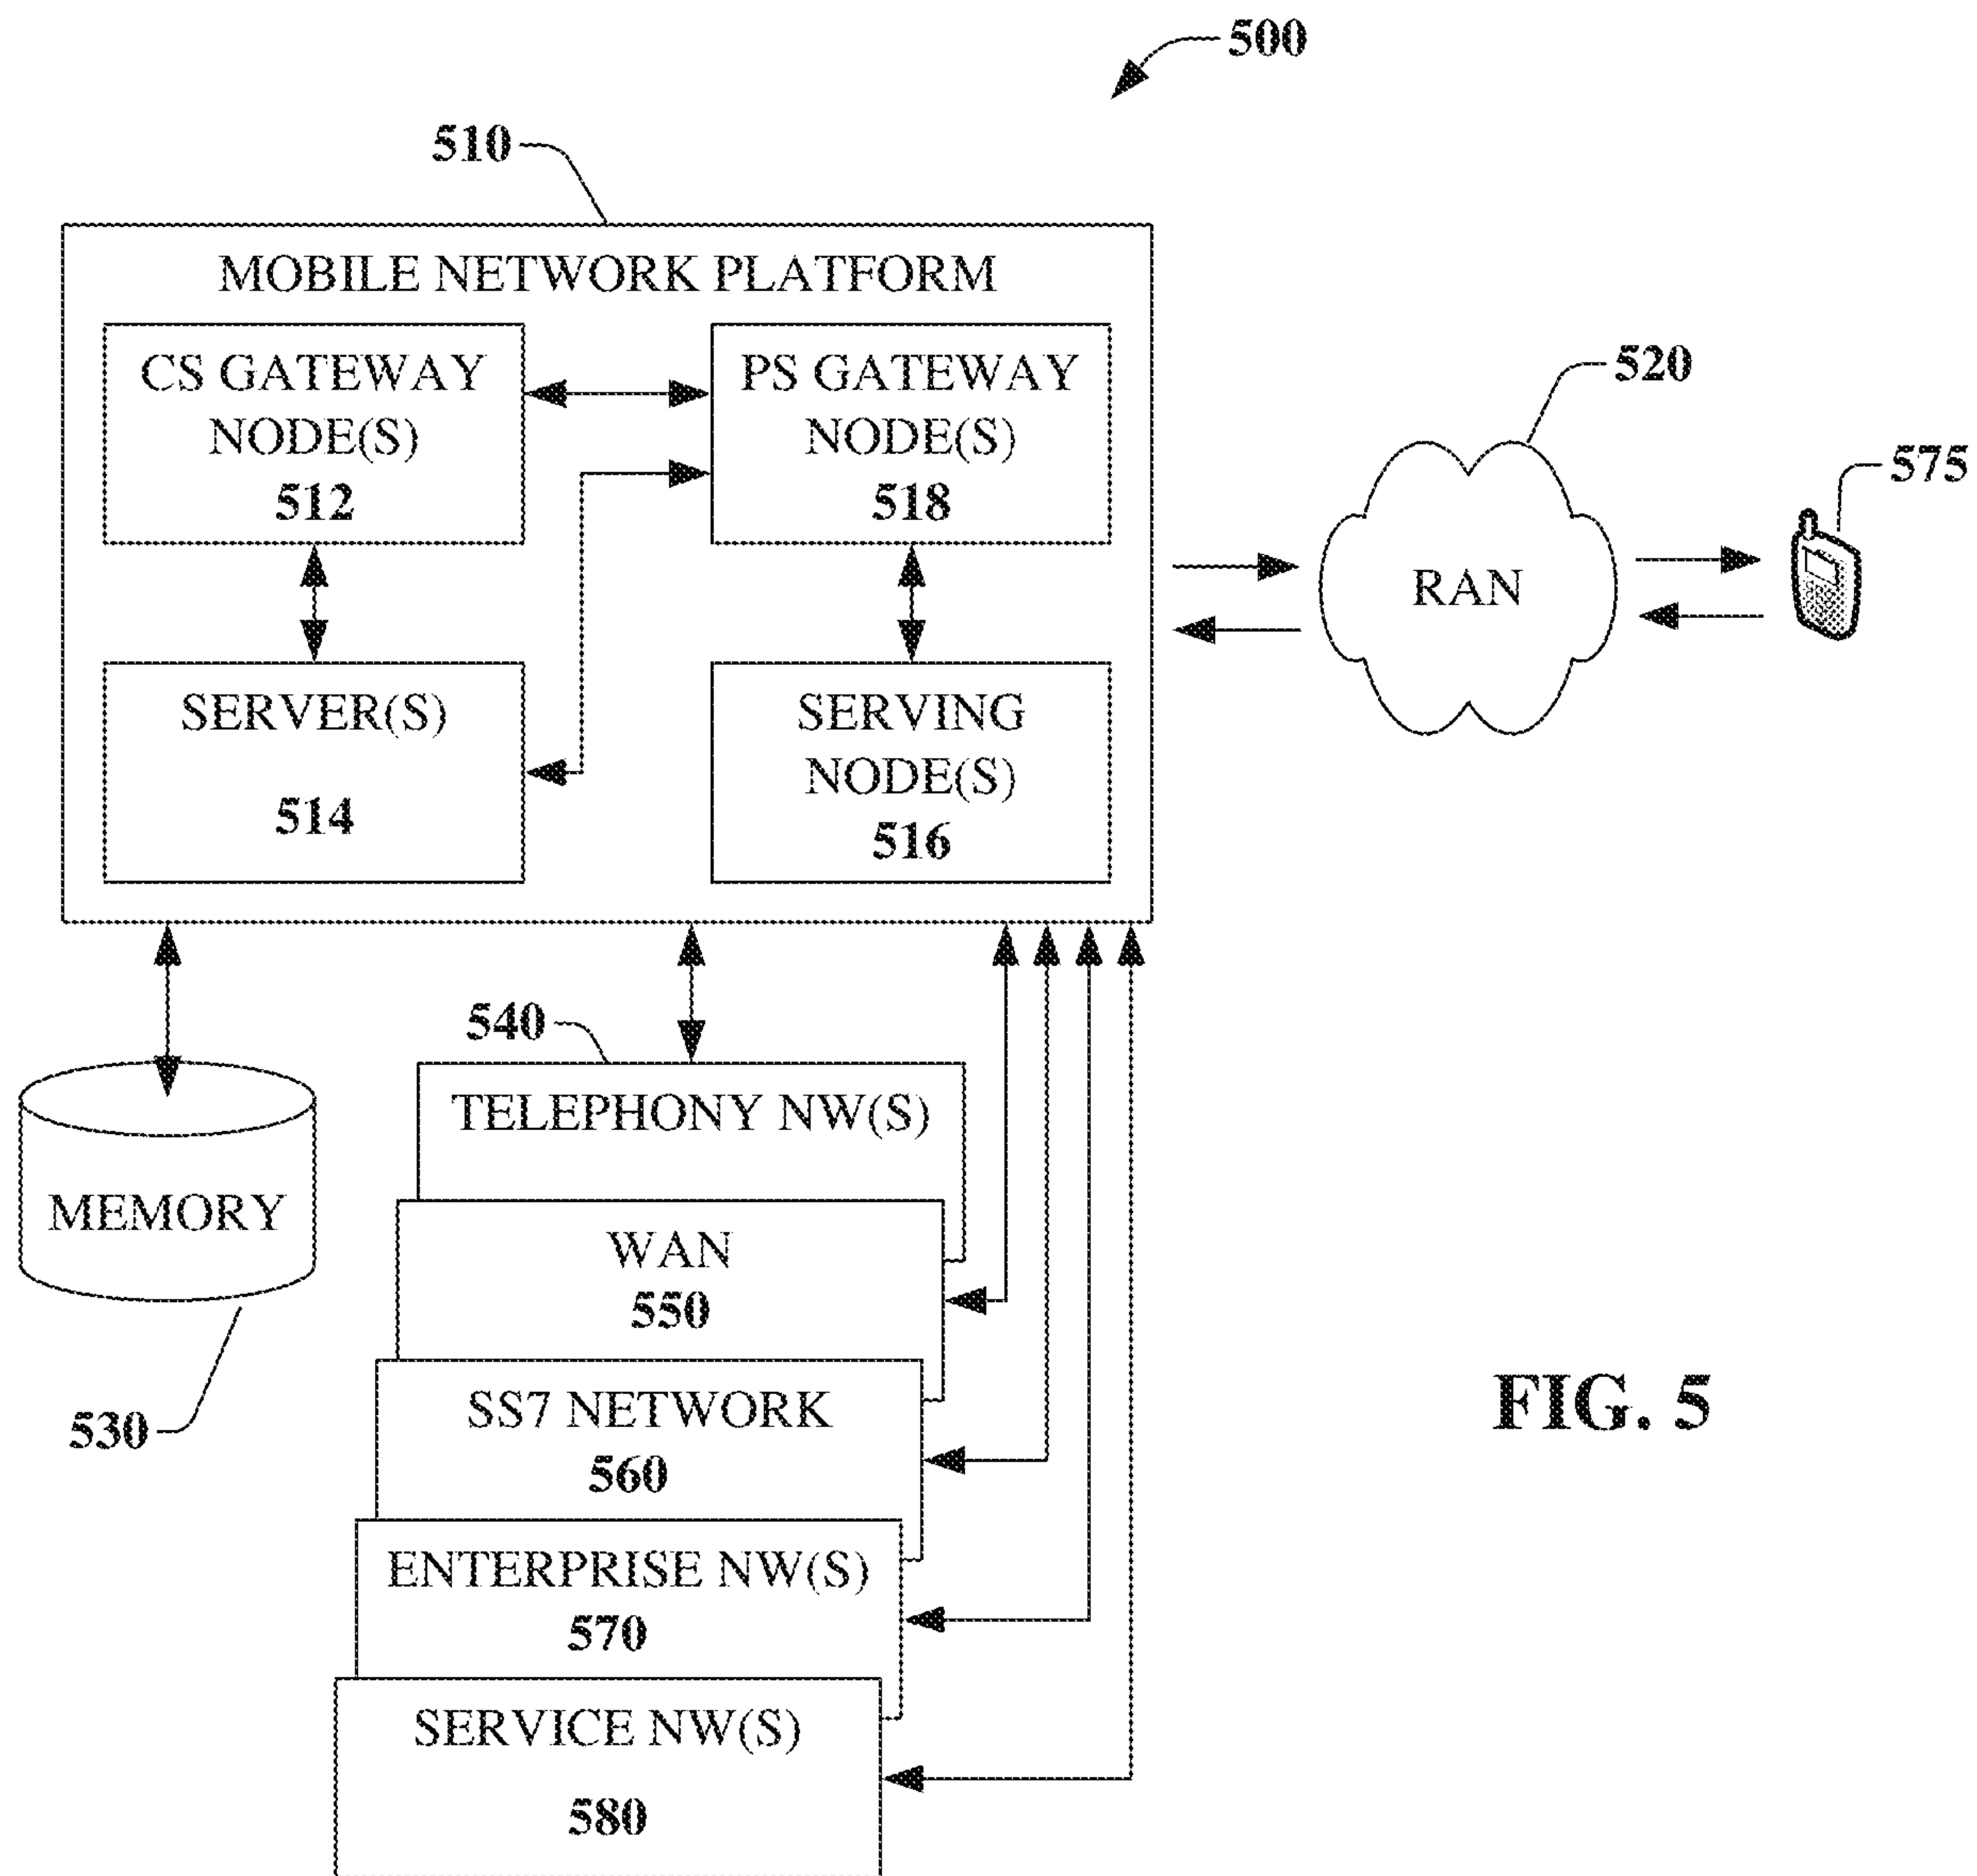 500
510
MOBILE NETWORK PLATFORM
CS GATEWAY
NODE(S)
512
PS GATEWAY
NODE(S)
518
SERVER(S)
514
SERVING
NODE(S)
516
520
RAN
575
540
TELEPHONY NW(S)
MEMORY
530
WAN
550
SS7 NETWORK
560
ENTERPRISE NW(S)
570
SERVICE NW(S)
580
FIG. 5